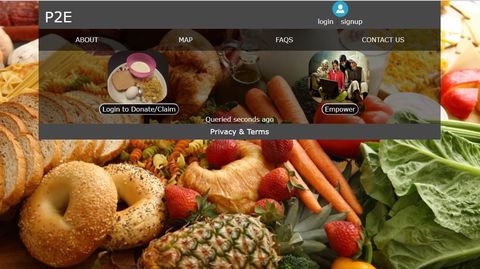 P2E
login signup
ABOUT MAP FAQS CONTACT US
Login to Donate/Claim Empower
Queried seconds ago
Privacy & Terms